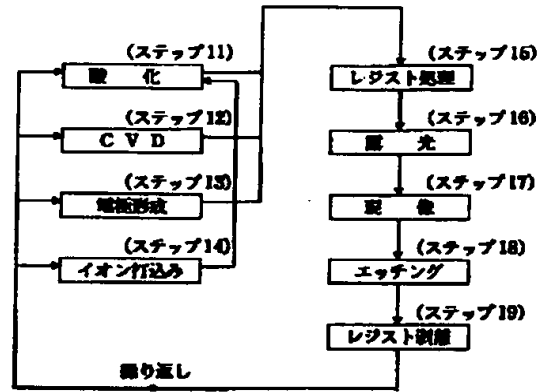 (ステップ11)
酸化
(ステップ12)
CVD
(ステップ13)
電極形成
(ステップ14)
イオン打込み
(ステップ15)
レジスト処理
(ステップ16)
露光
(ステップ17)
現像
(ステップ18)
エッチング
(ステップ19)
レジスト剥離
繰り返し